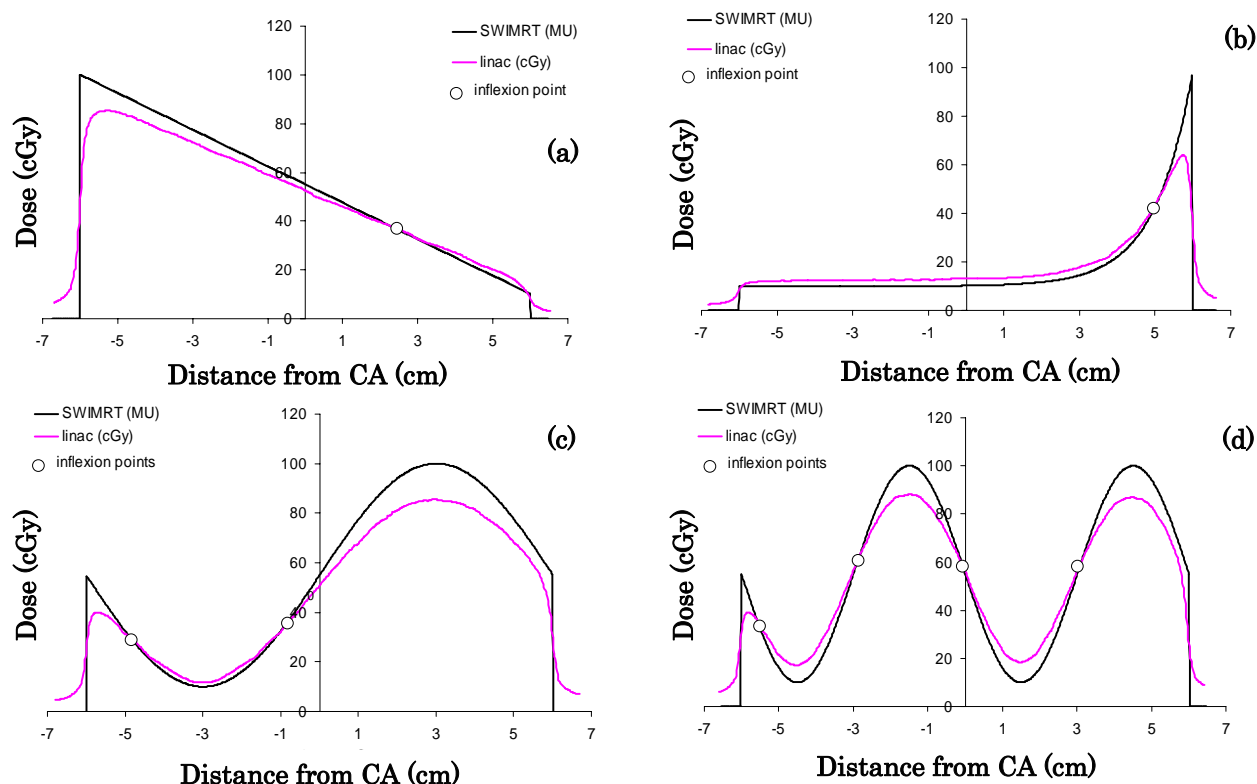 SWIMRT (MU)
linac (cGy)
inflexion point
(a)
Dose (cGy)
120
100
80
60
40
20
0
-7 -5 -3 -1 1 3 5 7
Distance from CA (cm)
SWIMRT (MU)
linac (cGy)
inflexion point
(b)
Dose (cGy)
120
100
80
60
40
20
0
-7 -5 -3 -1 1 3 5 7
Distance from CA (cm)
SWIMRT (MU)
linac (cGy)
inflexion points
(c)
Dose (cGy)
120
100
80
60
40
20
0
-7 -5 -3 -1 1 3 5 7
Distance from CA (cm)
SWIMRT (MU)
linac (cGy)
inflexion points
(d)
Dose (cGy)
120
100
80
60
40
20
0
-7 -5 -3 -1 1 3 5 7
Distance from CA (cm)